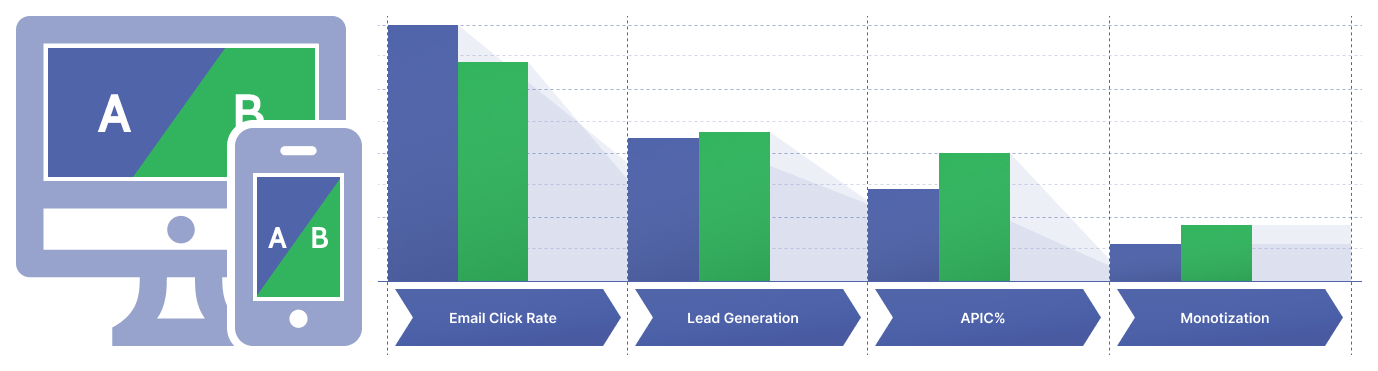 A
B
A
B
Email Click Rate
Lead Generation
APIC%
Monotization